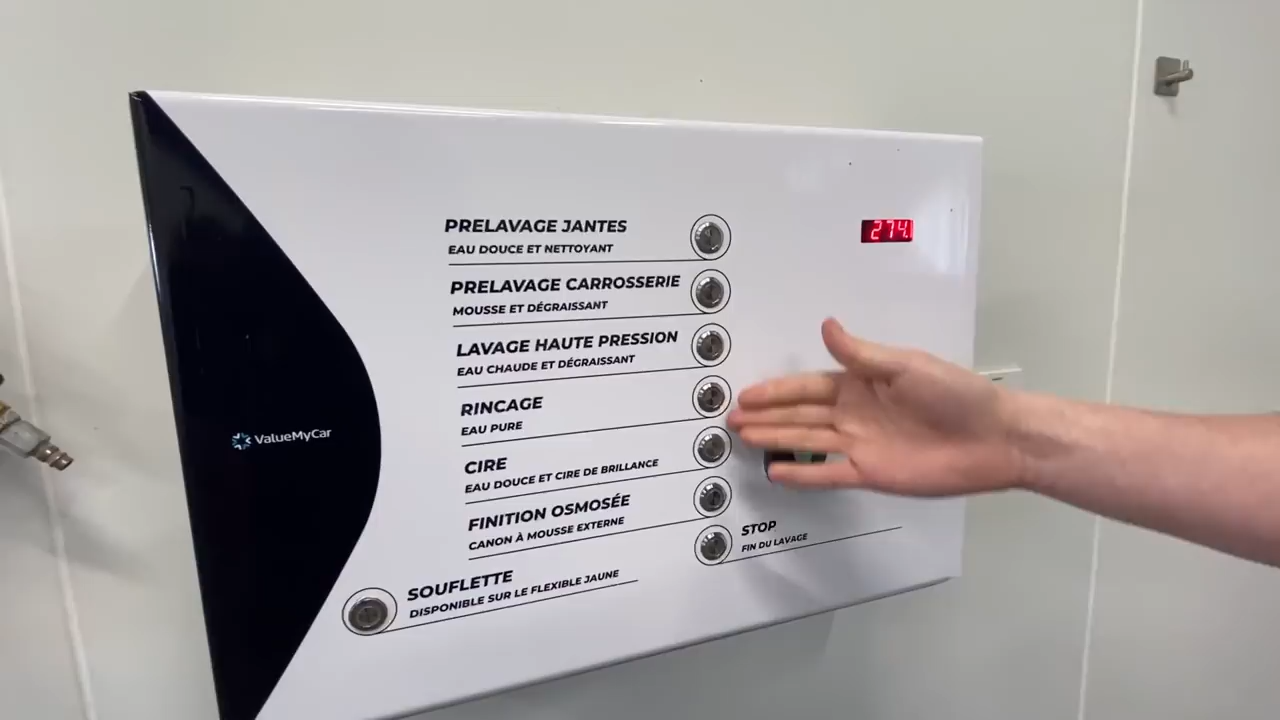 PRELAVAGE JANTES
EAU DOUCE ET NETTOYANT
274.
PRELAVAGE CARROSSERIE
MOUSSE ET DÉGRAISSANT
LAVAGE HAUTE PRESSION
EAU CHAUDE ET DÉGRAISSANT
RINCAGE
EAU PURE
ValueMyCar
CIRE
EAU DOUCE ET CIRE DE BRILLANCE
FINITION OSMOSÉE
CANON À MOUSSE EXTERNE
STOP
FIN DU LAVAGE
SOUFLETTE
DISPONIBLE SUR LE FLEXIBLE JAUNE